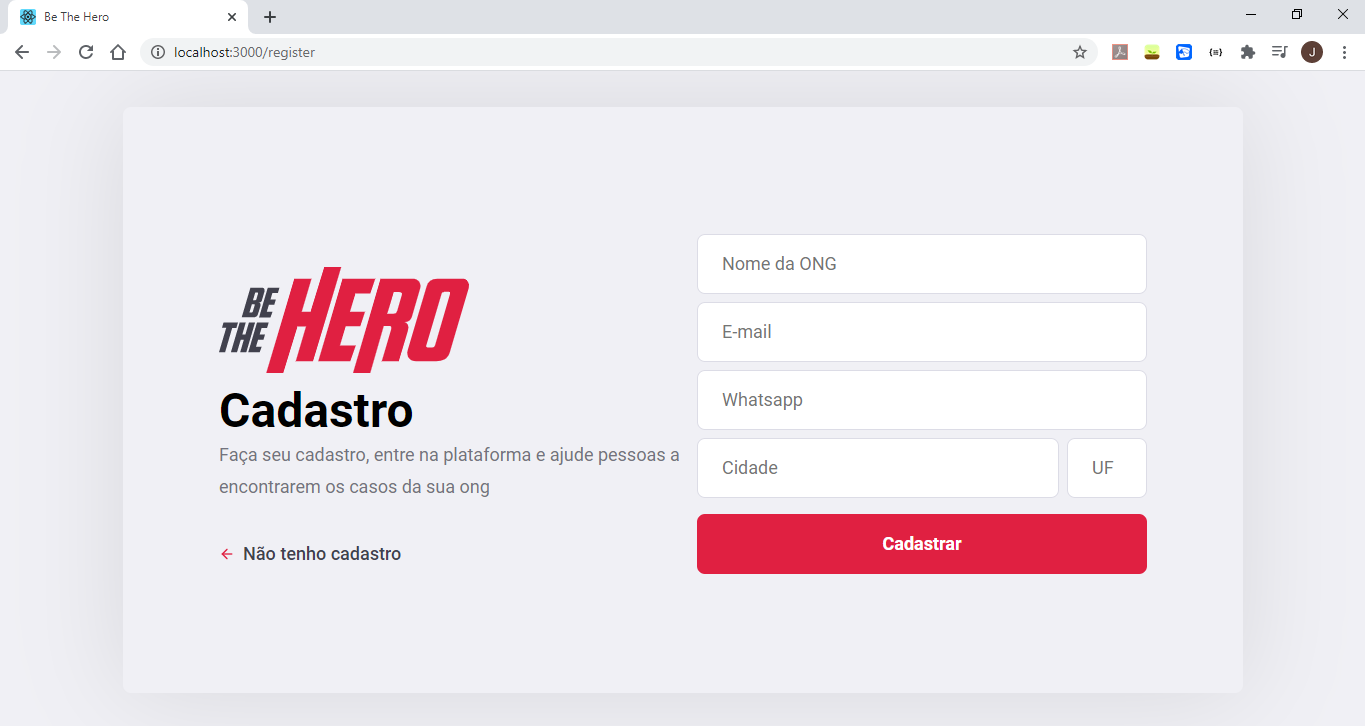 Be The Hero
localhost:3000/register
J
BE
THE
HERO
Cadastro
Faça seu cadastro, entre na plataforma e ajude pessoas a
encontrarem os casos da sua ong
Não tenho cadastro
Nome da ONG
E-mail
Whatsapp
Cidade
UF
Cadastrar